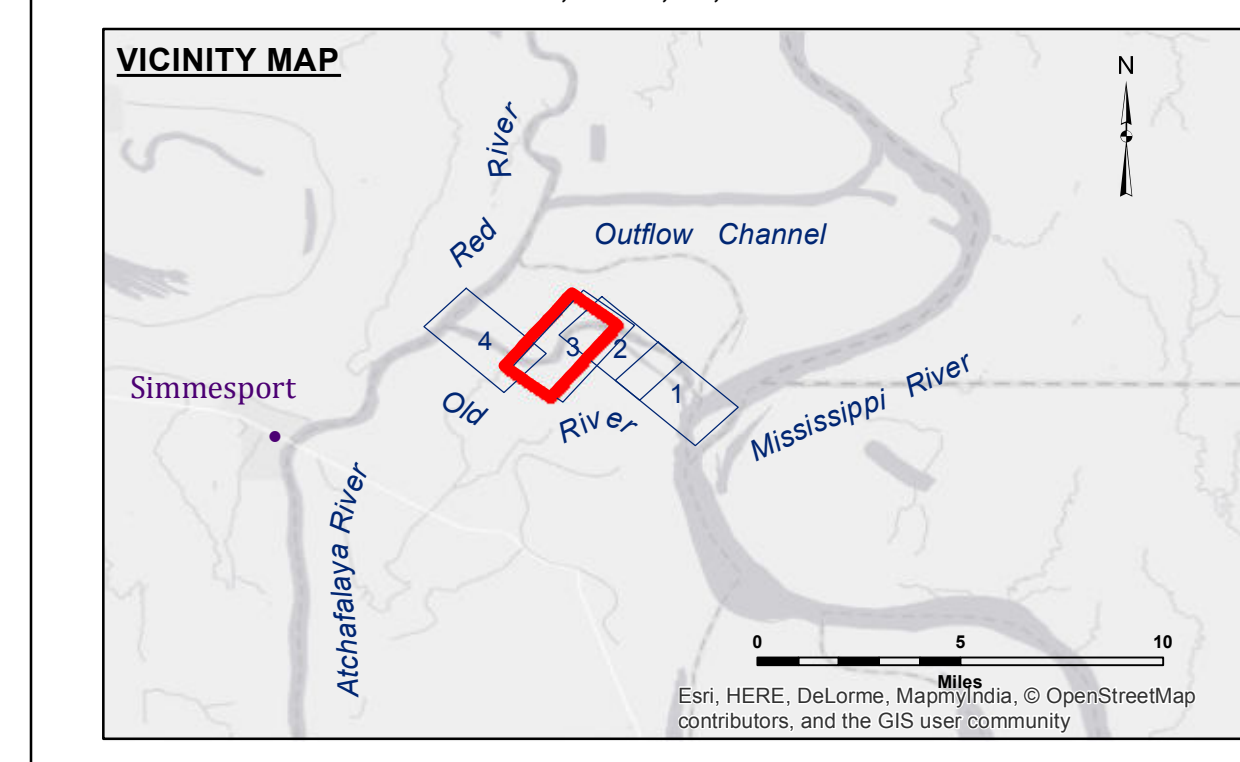 VICINITY MAP
N
Red River
Outflow Channel
4
3
2
1
Simmesport
Old River
Mississippi River
Atchafalaya River
0 5 10
Miles
Esri, HERE, DeLorme, MapmyIndia, © OpenStreetMap
contributors, and the GIS user community